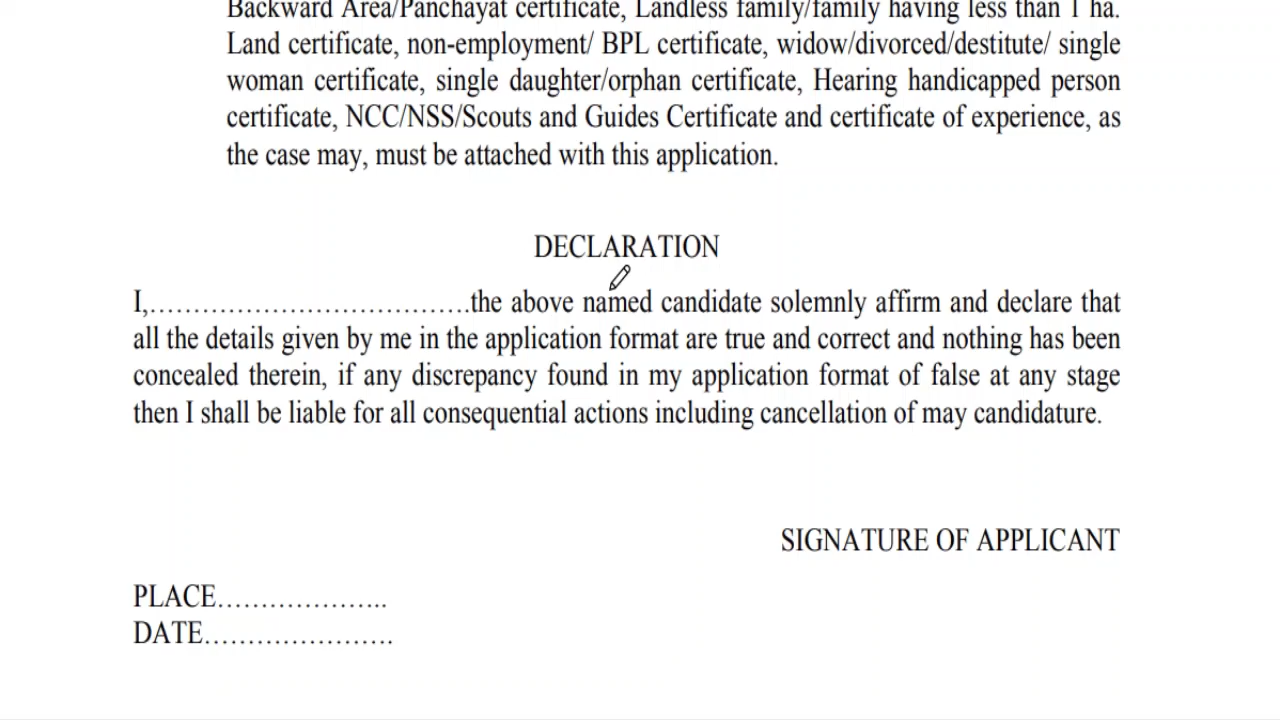 Backward Area/Panchayat certificate, Landless family/family having less than 1 ha.
Land certificate, non-employment/ BPL certificate, widow/divorced/destitute/ single
woman certificate, single daughter/orphan certificate, Hearing handicapped person
certificate, NCC/NSS/Scouts and Guides Certificate and certificate of experience, as
the case may, must be attached with this application.
DECLARATION
I,……………………………….the above named candidate solemnly affirm and declare that
all the details given by me in the application format are true and correct and nothing has been
concealed therein, if any discrepancy found in my application format of false at any stage
then I shall be liable for all consequential actions including cancellation of may candidature.
SIGNATURE OF APPLICANT
PLACE………………..
DATE………………….